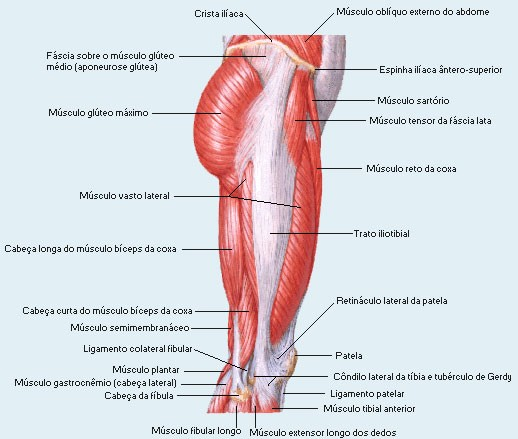 Crista ilíaca
Músculo oblíquo externo do abdome
Fáscia sobre o músculo glúteo
médio (aponeurose glútea)
Espinha ilíaca ântero-superior
Músculo sartório
Músculo glúteo máximo
Músculo tensor da fáscia lata
Músculo reto da coxa
Músculo vasto lateral
Trato iliotibial
Cabeça longa do músculo bíceps da coxa
Retináculo lateral da patela
Cabeça curta do músculo bíceps da coxa
Músculo semimembranáceo
Ligamento colateral fibular
Patela
Músculo plantar
Côndilo lateral da tíbia e tubérculo de Gerdy
Músculo gastrocnêmio (cabeça lateral)
Cabeça da fíbula
Ligamento patelar
Músculo tibial anterior
Músculo fibular longo
Músculo extensor longo dos dedos